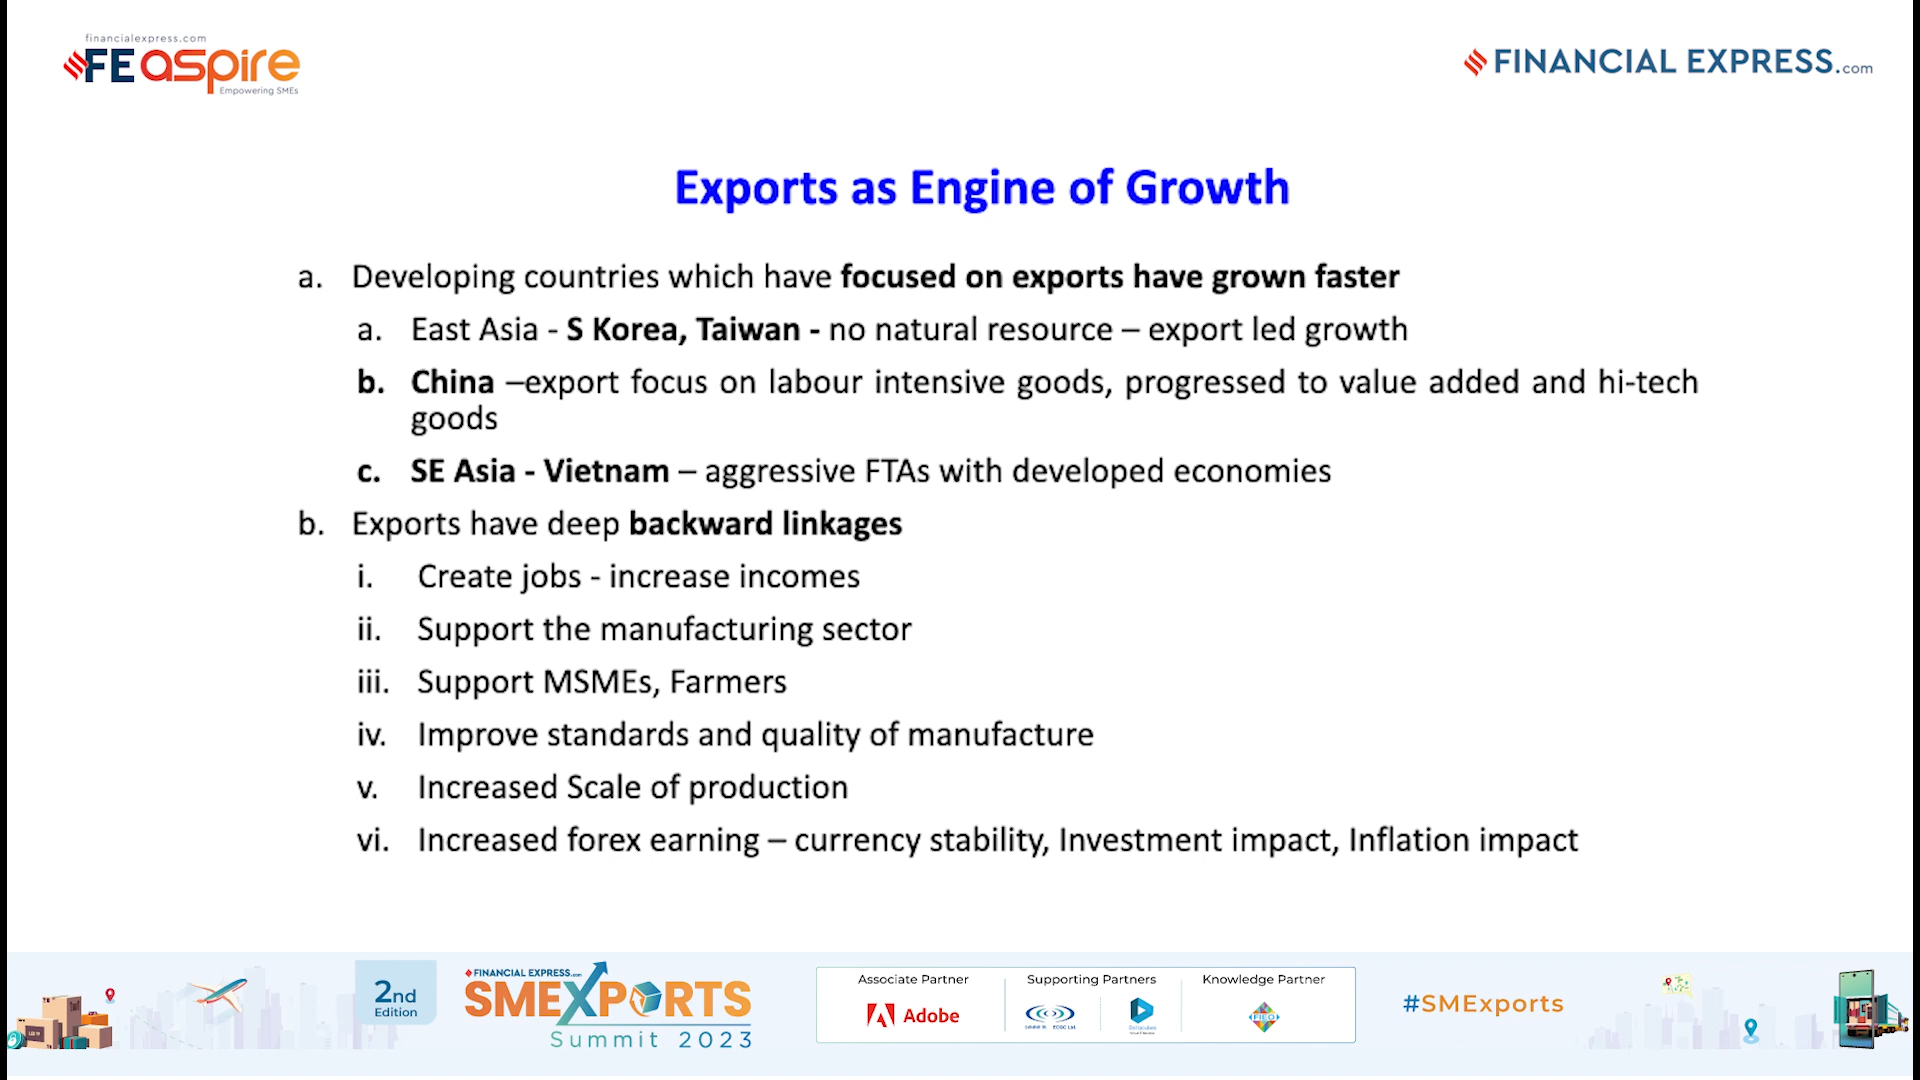 financialexpress.com
FE aspire
Empowering SMEs
FINANCIAL EXPRESS.com
Exports as Engine of Growth
a. Developing countries which have focused on exports have grown faster
a. East Asia - S Korea, Taiwan - no natural resource – export led growth
b. China –export focus on labour intensive goods, progressed to value added and hi-tech
goods
c. SE Asia - Vietnam – aggressive FTAs with developed economies
b. Exports have deep backward linkages
i. Create jobs - increase incomes
ii. Support the manufacturing sector
iii. Support MSMEs, Farmers
iv. Improve standards and quality of manufacture
v. Increased Scale of production
vi. Increased forex earning – currency stability, Investment impact, Inflation impact
2nd
Edition
FINANCIAL EXPRESS.com
SMEXPORTS
Summit 2023
Associate Partner
Adobe
Supporting Partners
ECGC Ltd.
Knowledge Partner
FIEO
#SMExports